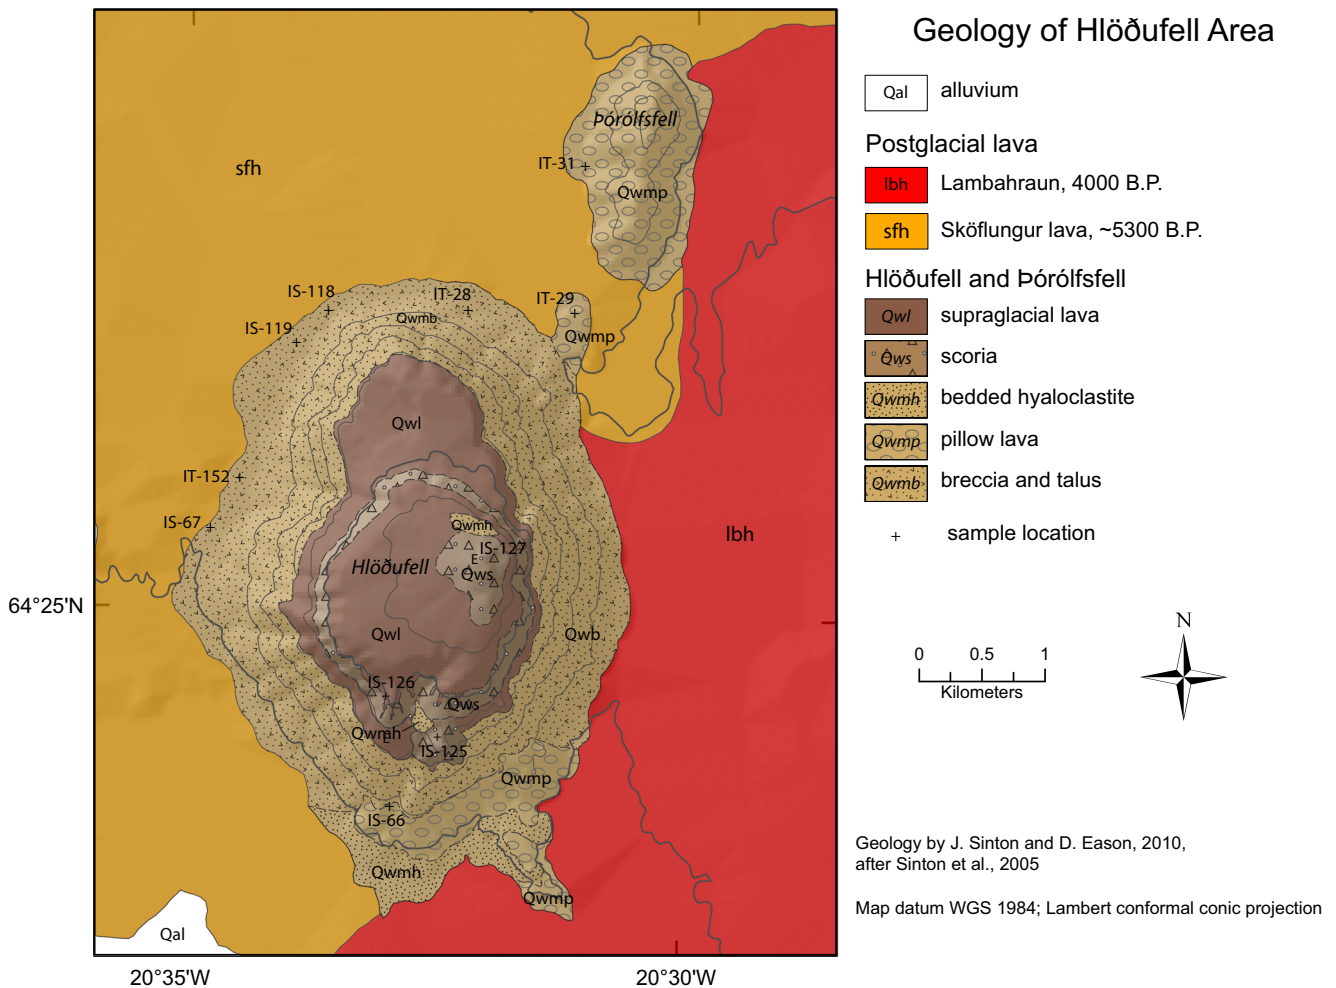 Geology of Hlöðufell Area
Qal alluvium
Postglacial lava
lbh Lambahraun, 4000 B.P.
sfh Sköflungur lava, ~5300 B.P.
Hlöðufell and Þórólfsfell
Qwl supraglacial lava
Qws scoria
Qwmh bedded hyaloclastite
Qwmp pillow lava
Qwmb breccia and talus
+ sample location
N
0 0.5 1
Kilometers
Geology by J. Sinton and D. Eason, 2010,
after Sinton et al., 2005
Map datum WGS 1984; Lambert conformal conic projection
Þórólfsfell
IT-31
sfh
Qwmp
IS-118
IT-28
IT-29
Qwmb
IS-119
Qwmp
Qwl
IT-152
IS-67
Qwmh
lbh
IS-127
E
Hlöðufell
Qws
64°25'N
Qwl
Qwb
IS-126
Qws
Qwmh
E
IS-125
Qwmp
IS-66
Qwmh
Qwmp
Qal
20°35'W
20°30'W